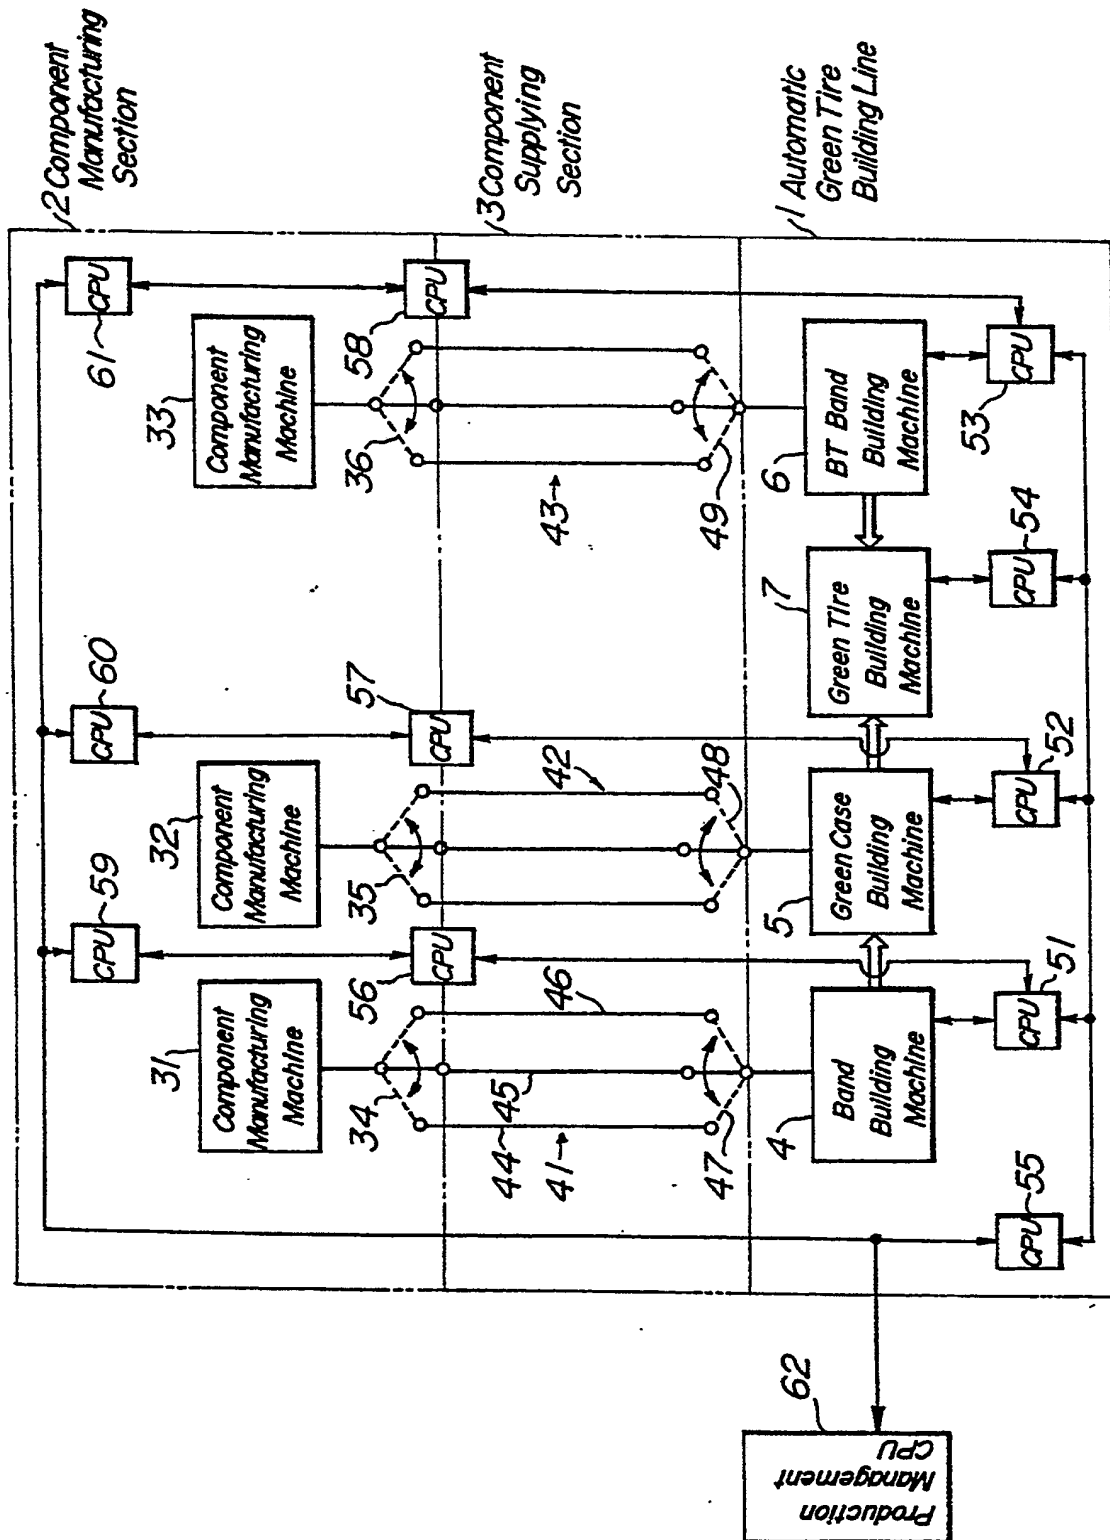 2 Component
Manufacturing
Section
3 Component
Supplying
Section
1 Automatic
Green Tire
Building Line
61
CPU
33
Component
Manufacturing
Machine
58
CPU
36
43
49
6
BT Band
Building
Machine
CPU
53
60
CPU
57
CPU
7
Green Tire
Building
Machine
CPU
54
32
Component
Manufacturing
Machine
35
42
48
5
Green Case
Building
Machine
CPU
52
59
CPU
56
CPU
31
Component
Manufacturing
Machine
34
44
45
46
41
47
4
Band
Building
Machine
CPU
51
CPU
55
62
Production
Management
CPU